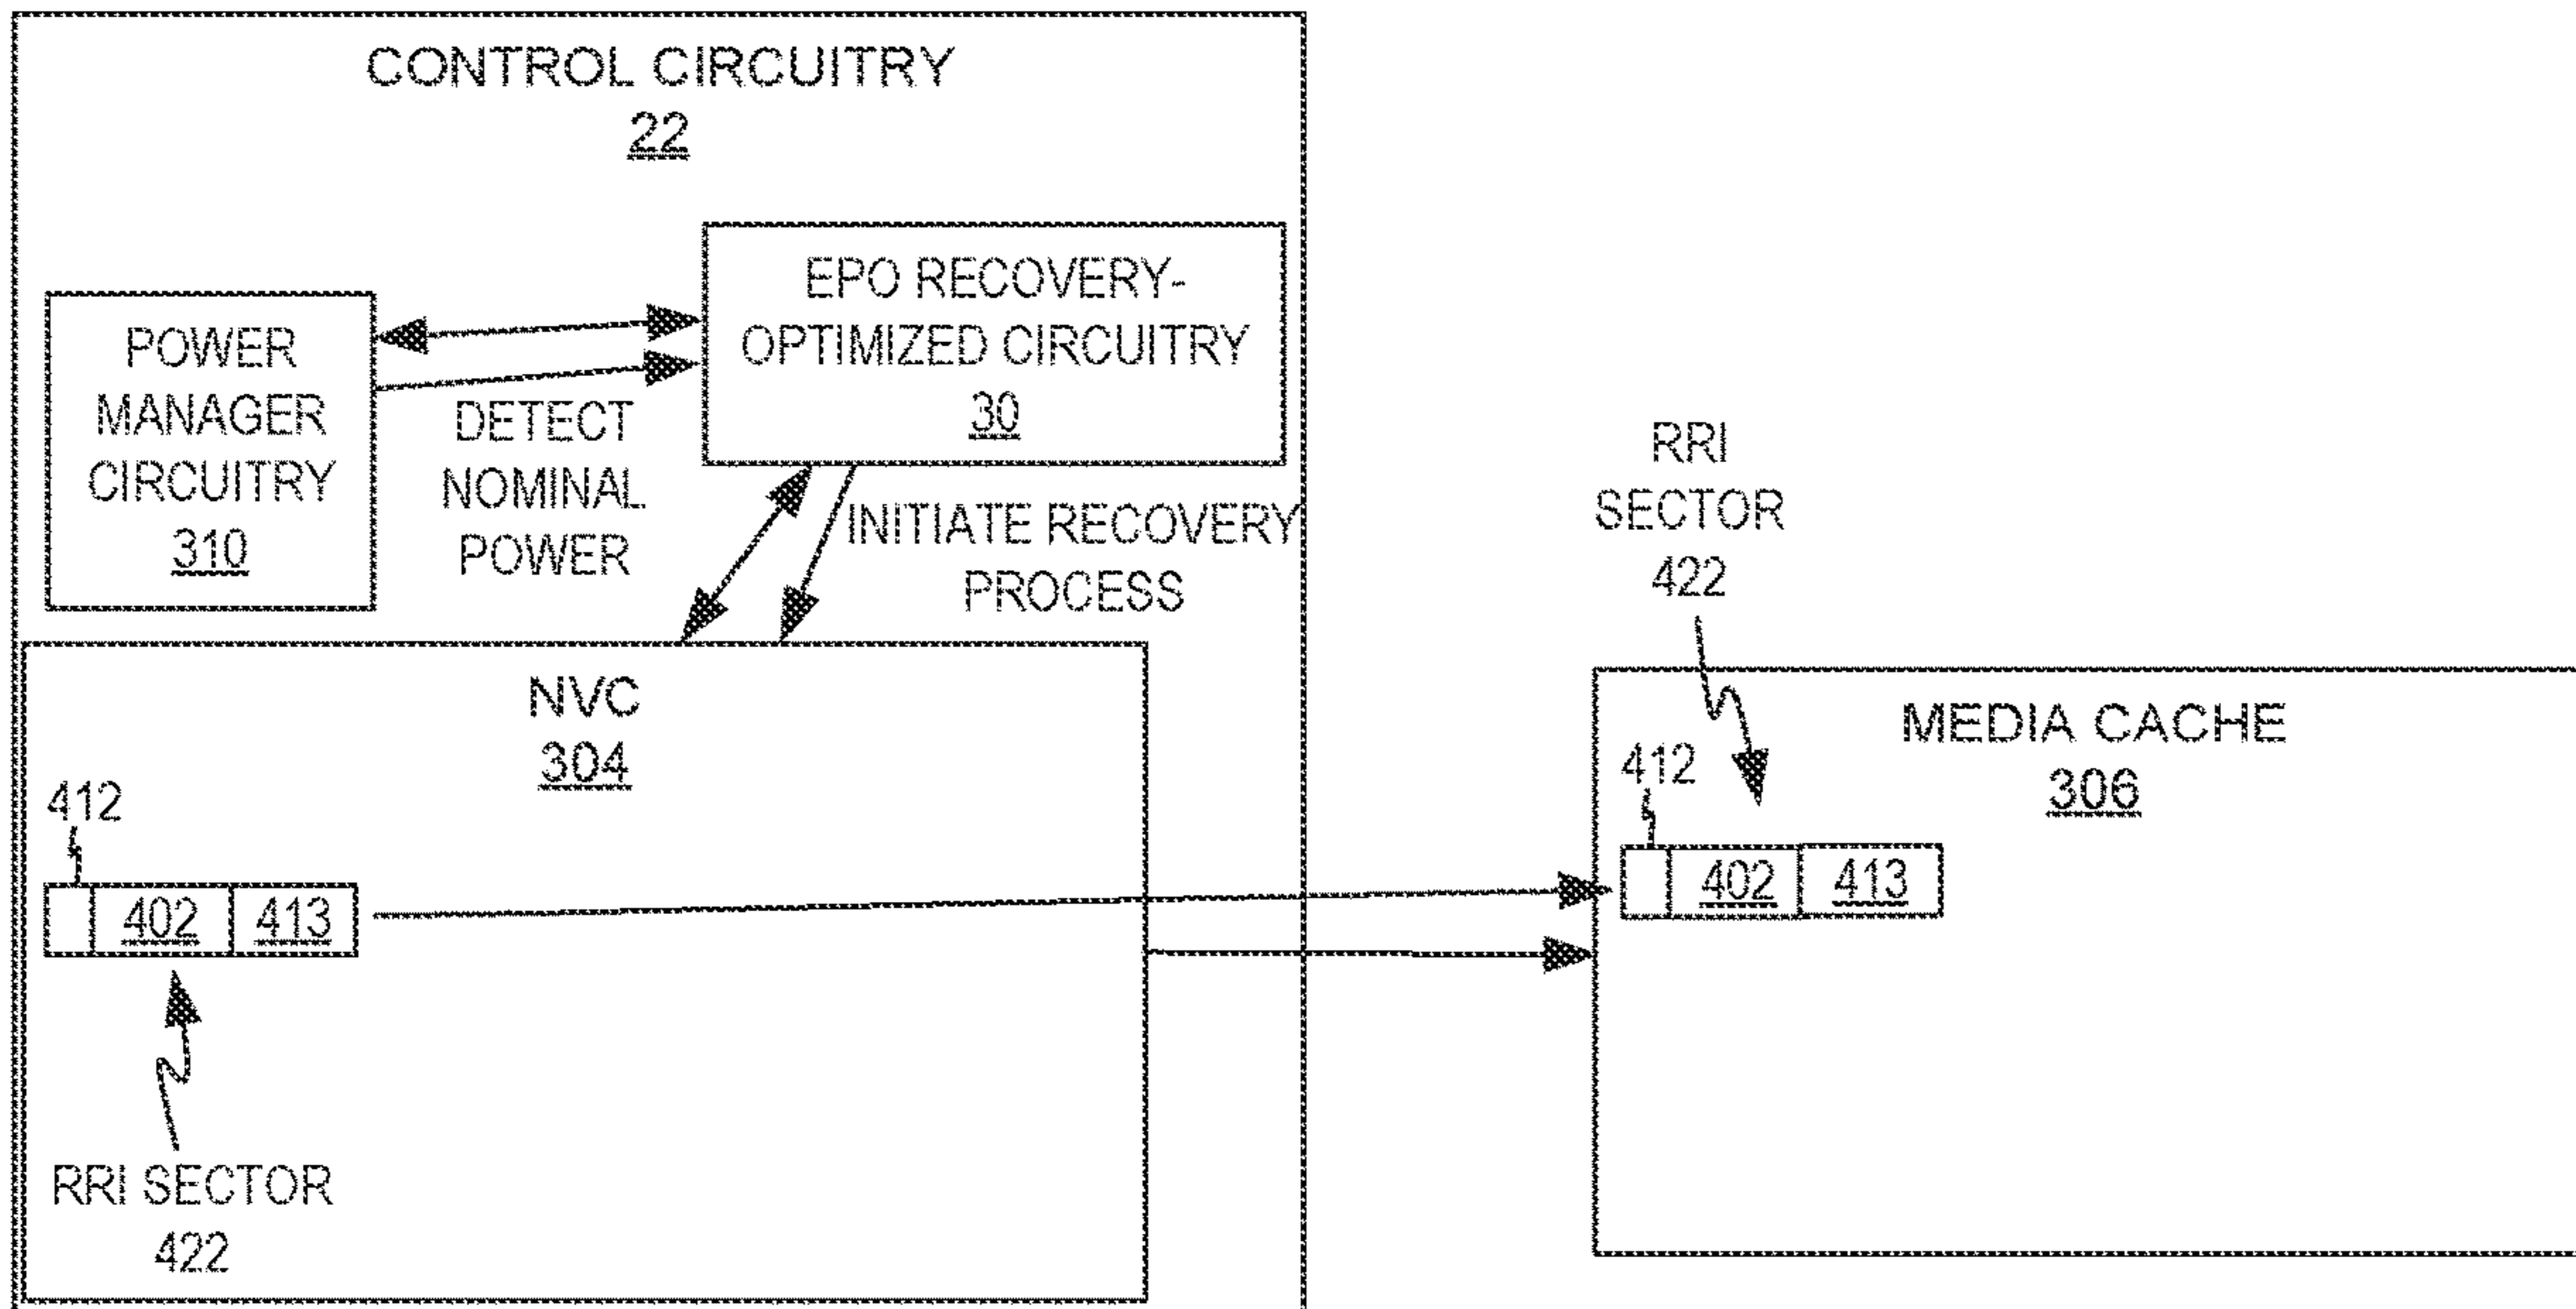 CONTROL CIRCUITRY
22
POWER
MANAGER
CIRCUITRY
310
DETECT
NOMINAL
POWER
EPO RECOVERY-
OPTIMIZED CIRCUITRY
30
INITIATE RECOVERY
PROCESS
NVC
304
412
402 413
RRI SECTOR
422
RRI
SECTOR
422
MEDIA CACHE
306
412
402 413